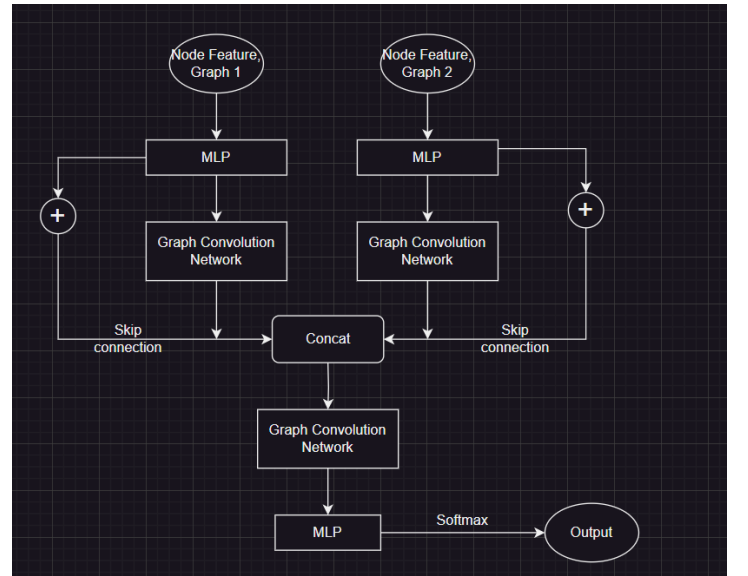 Node Feature,
Graph 1
Node Feature,
Graph 2
MLP
MLP
+
+
Graph Convolution
Network
Graph Convolution
Network
Skip
connection
Concat
Skip
connection
Graph Convolution
Network
MLP
Softmax
Output